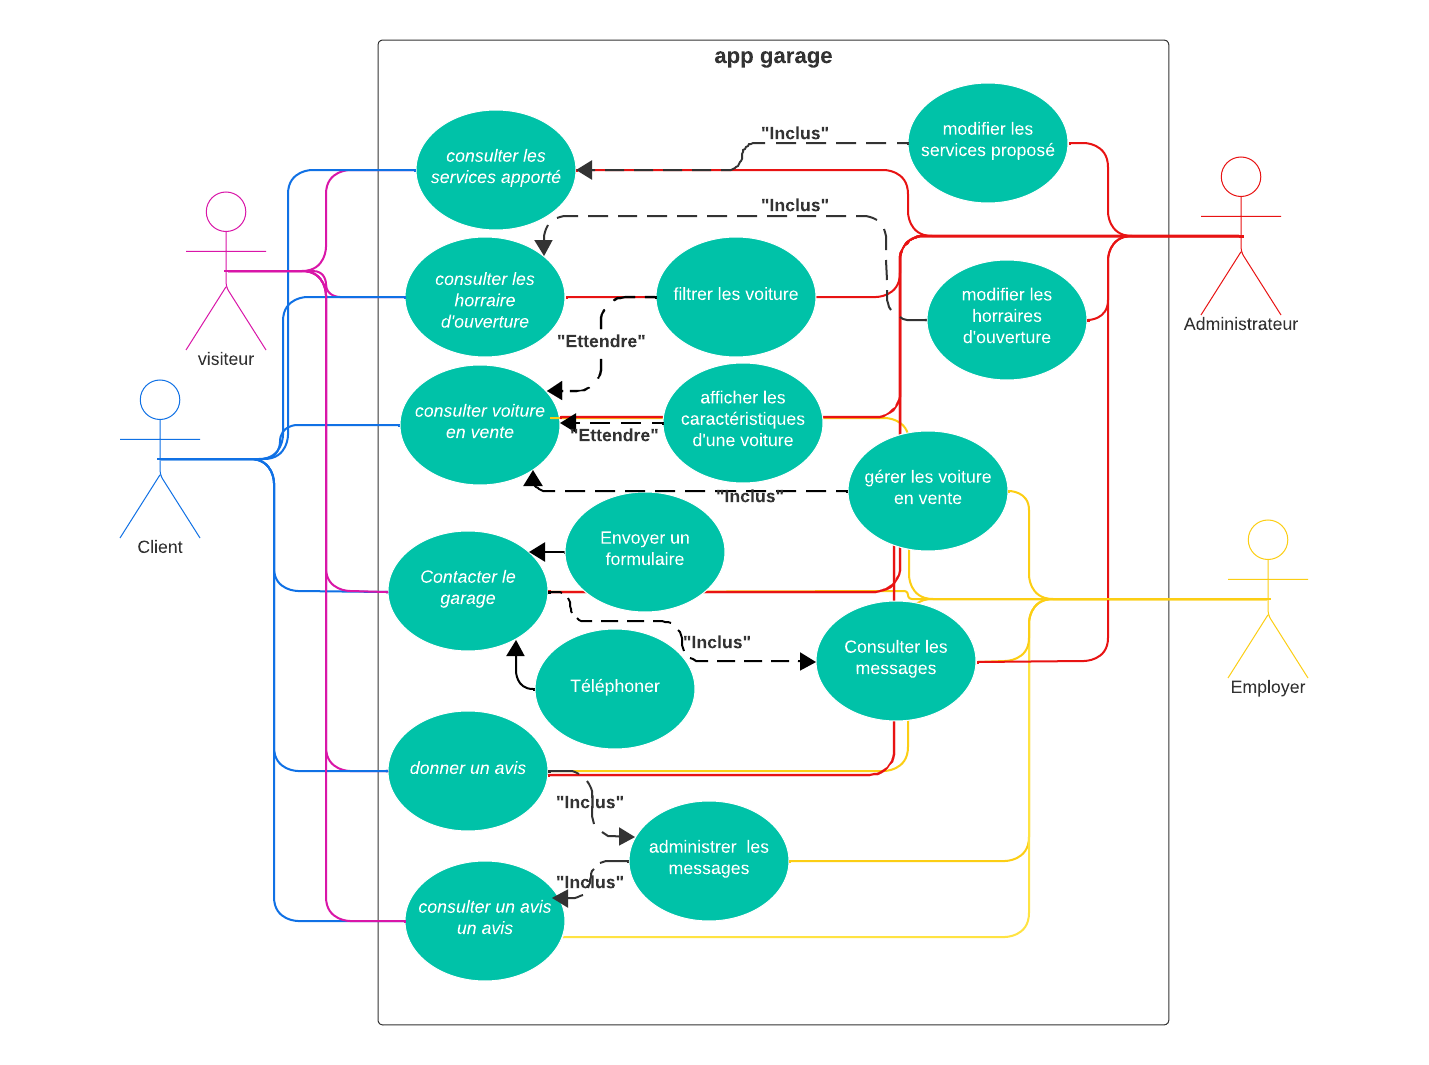 app garage
modifier les
services proposé
"Inclus"
consulter les
services apporté
"Inclus"
consulter les
horraire
d'ouverture
filtrer les voiture
modifier les
horraires
d'ouverture
Administrateur
visiteur
"Ettendre"
consulter voiture
en vente
afficher les
caractéristiques
d'une voiture
"Ettendre"
gérer les voiture
en vente
"Inclus"
Client
Envoyer un
formulaire
Contacter le
garage
"Inclus"
Consulter les
messages
Téléphoner
Employer
donner un avis
"Inclus"
administrer  les
messages
"Inclus"
consulter un avis
un avis